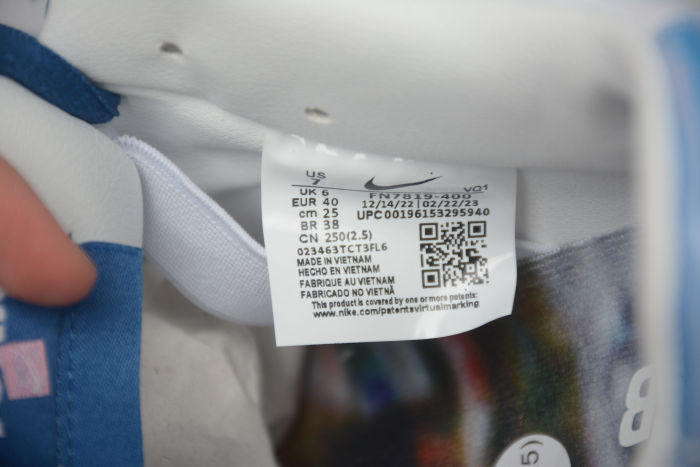 US
7
UK 6
EUR 40
cm 25
BR 38
CN 250(2.5)
VQ1
FN7819-400
12/14/22 02/22/23
UPC00196153295940
023463TCT3FL6
MADE IN VIETNAM
HECHO EN VIETNAM
FABRIQUE AU VIETNAM
FABRICADO NO VIETNÃ
This product is covered by one or more patents:
www.nike.com/patentsvirtualmarking
8
5)